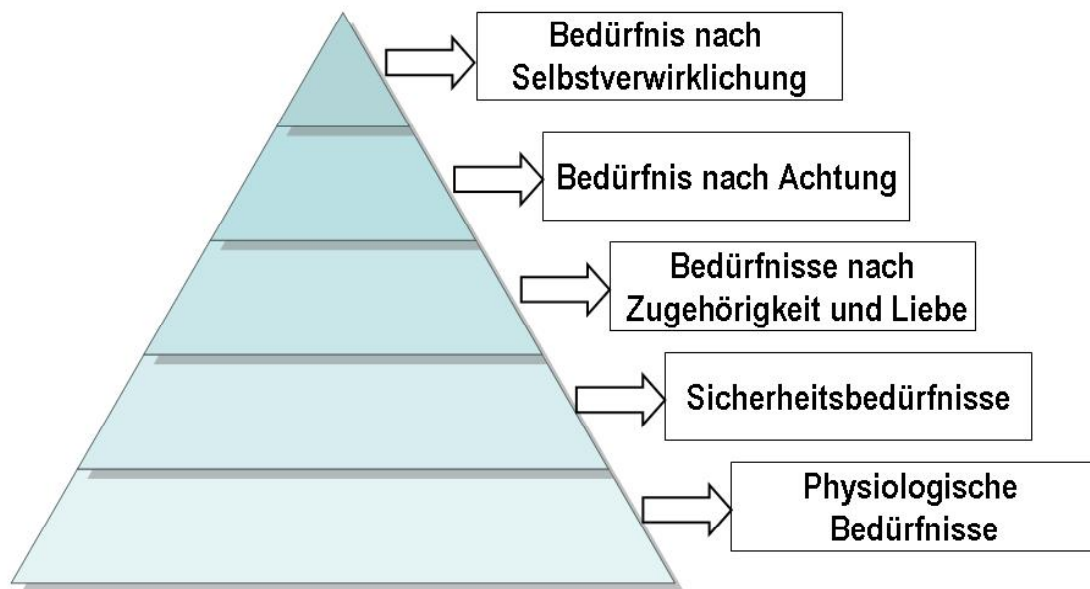 Bedürfnis nach
Selbstverwirklichung
Bedürfnis nach Achtung
Bedürfnisse nach
Zugehörigkeit und Liebe
Sicherheitsbedürfnisse
Physiologische
Bedürfnisse